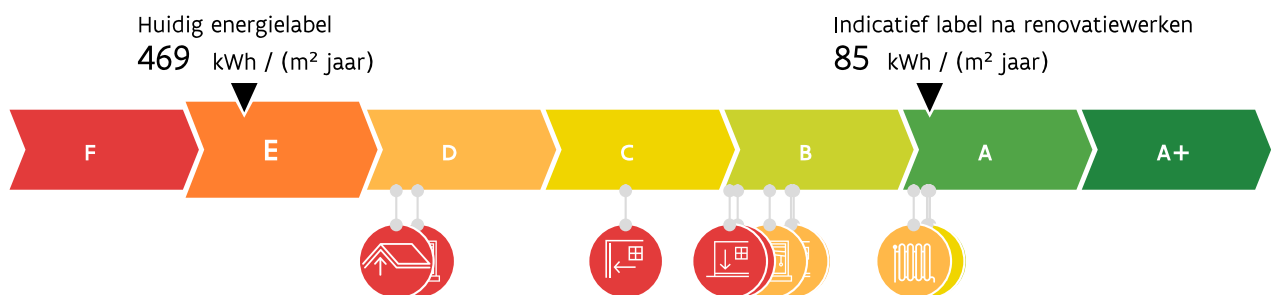 Huidig energielabel
469 kWh / (m² jaar)
Indicatief label na renovatiewerken
85 kWh / (m² jaar)
F E D C B A A+